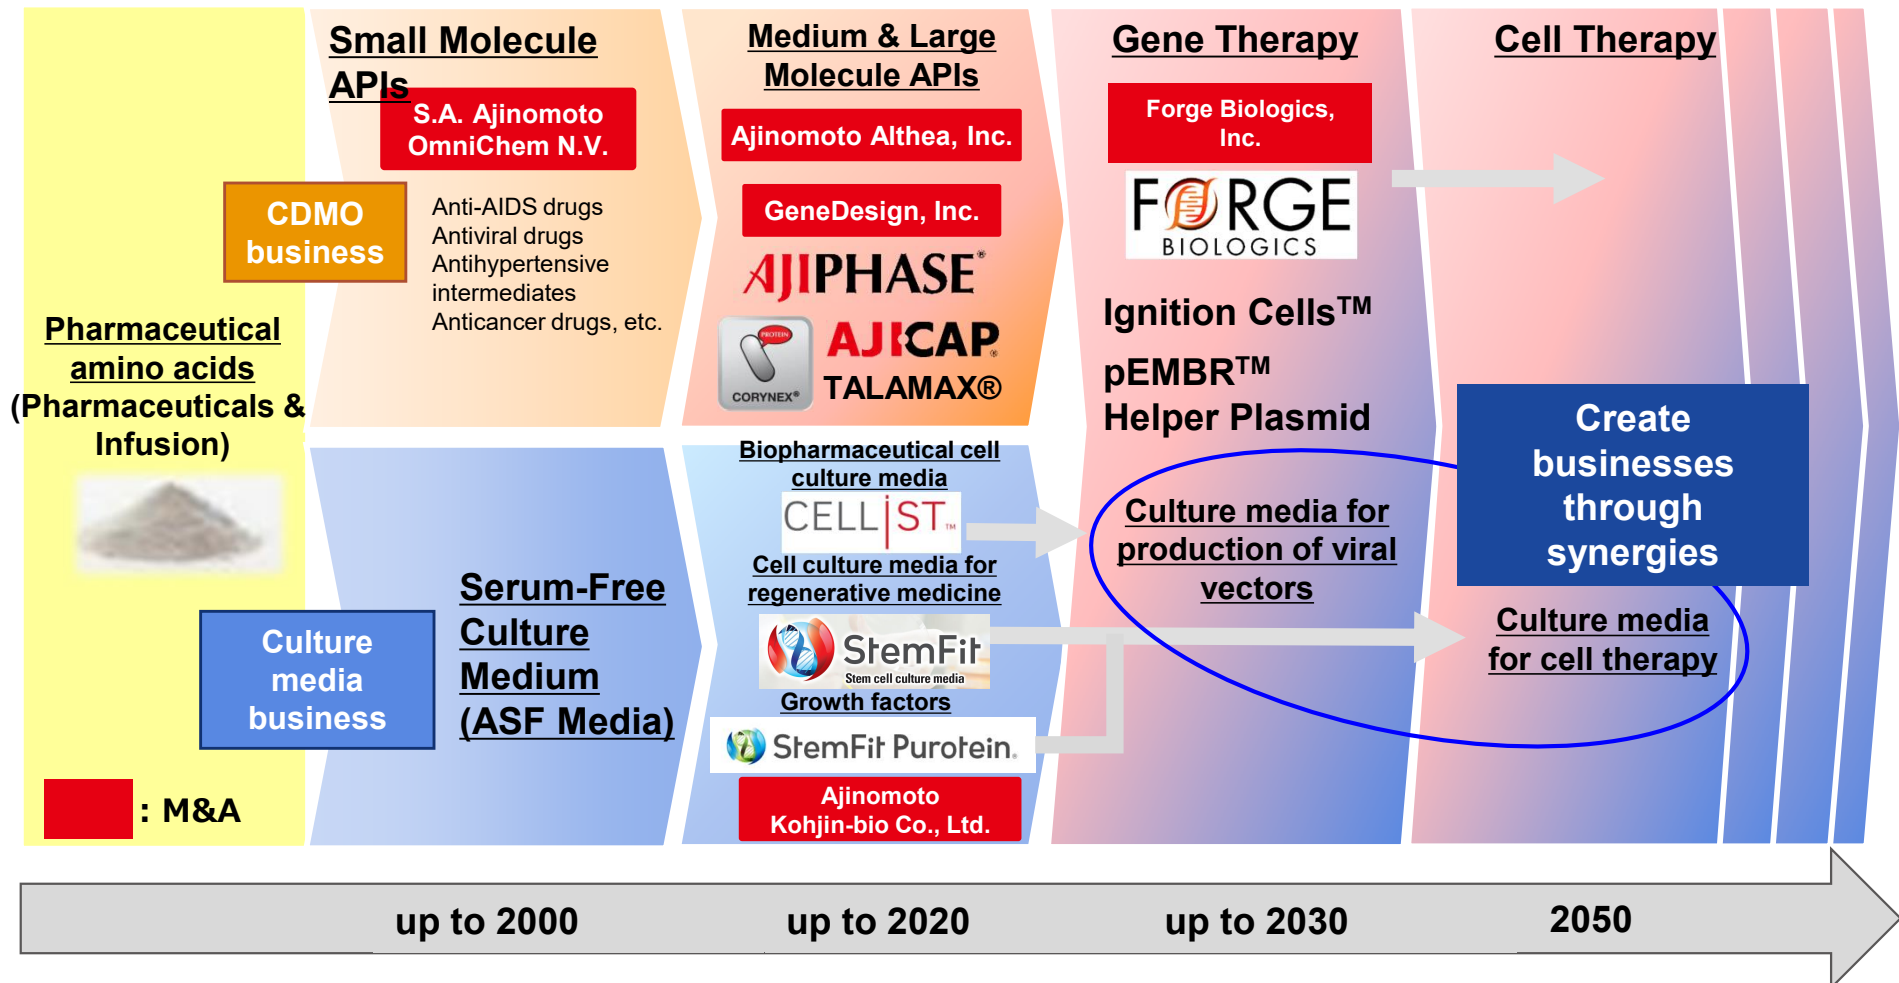 Pharmaceutical
amino acids
(Pharmaceuticals &
Infusion)
: M&A
CDMO
business
Culture
media
business
Small Molecule
APIs
S.A. Ajinomoto
OmniChem N.V.
Anti-AIDS drugs
Antiviral drugs
Antihypertensive
intermediates
Anticancer drugs, etc.
Serum-Free
Culture
Medium
(ASF Media)
Medium & Large
Molecule APIs
Ajinomoto Althea, Inc.
GeneDesign, Inc.
AJIPHASE®
PROTEIN
CORYNEX®
AJICAP®
TALAMAX®
Biopharmaceutical cell
culture media
CELLiST™
Cell culture media for
regenerative medicine
StemFit
Stem cell culture media
Growth factors
StemFit Purotein®
Ajinomoto
Kohjin-bio Co., Ltd.
Gene Therapy
Forge Biologics,
Inc.
FORGE
BIOLOGICS
Ignition Cells™
pEMBR™
Helper Plasmid
Culture media for
production of viral
vectors
Cell Therapy
Create
businesses
through
synergies
Culture media
for cell therapy
up to 2000
up to 2020
up to 2030
2050